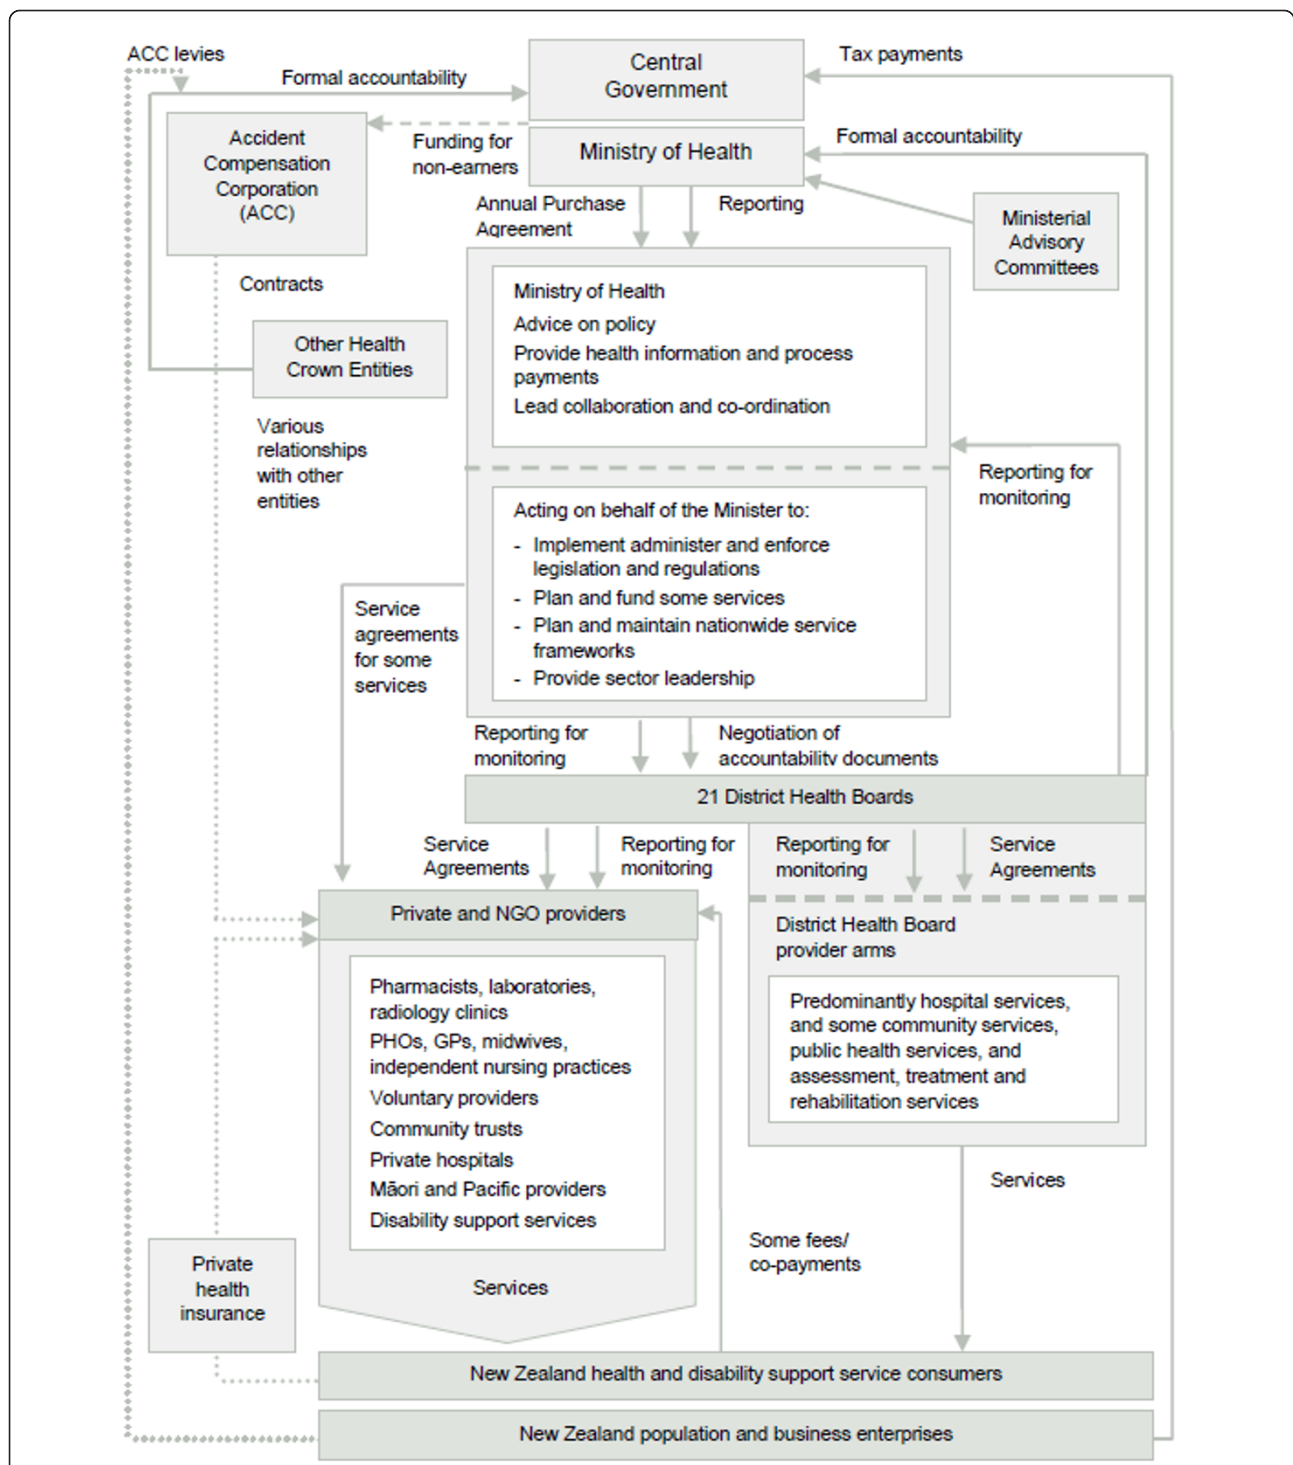 ACC levies
Central
Government
Tax payments
Formal accountability
Accident
Compensation
Corporation
(ACC)
Funding for
non-earners
Ministry of Health
Formal accountability
Annual Purchase
Agreement
Reporting
Ministerial
Advisory
Committees
Contracts
Ministry of Health
Advice on policy
Provide health information and process
payments
Lead collaboration and co-ordination
Other Health
Crown Entities
Various
relationships
with other
entities
Reporting for
monitoring
Acting on behalf of the Minister to:
- Implement administer and enforce
legislation and regulations
- Plan and fund some services
- Plan and maintain nationwide service
frameworks
- Provide sector leadership
Service
agreements
for some
services
Reporting for
monitoring
Negotiation of
accountability documents
21 District Health Boards
Service
Agreements
Reporting for
monitoring
Reporting for
monitoring
Service
Agreements
Private and NGO providers
District Health Board
provider arms
Pharmacists, laboratories,
radiology clinics
PHOs, GPs, midwives,
independent nursing practices
Voluntary providers
Community trusts
Private hospitals
Māori and Pacific providers
Disability support services
Predominantly hospital services,
and some community services,
public health services, and
assessment, treatment and
rehabilitation services
Services
Some fees/
co-payments
Private
health
insurance
Services
New Zealand health and disability support service consumers
New Zealand population and business enterprises